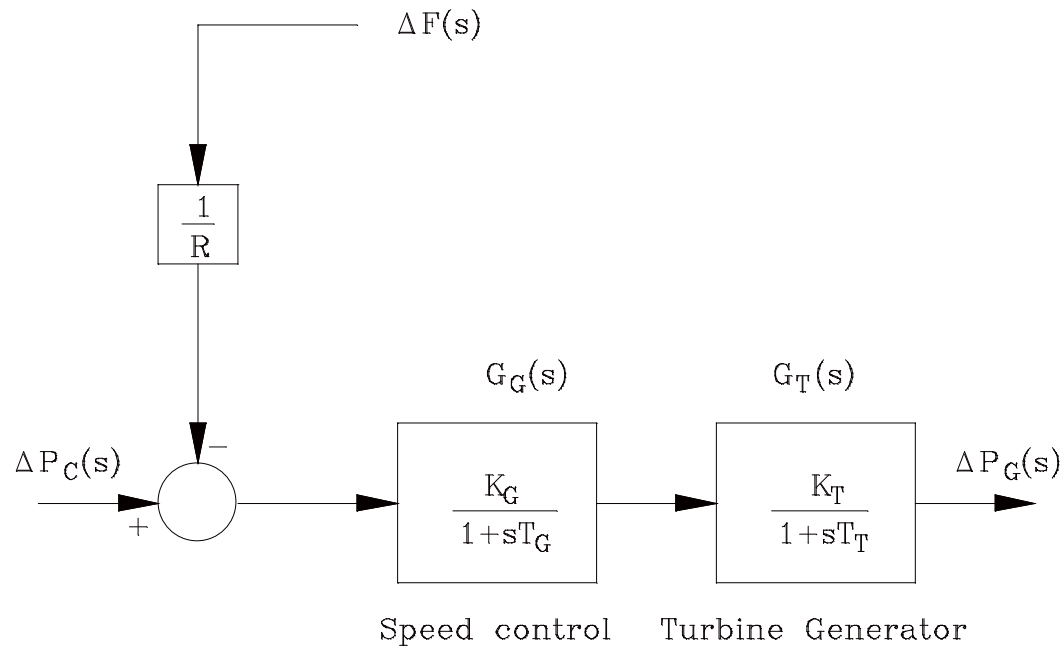 ΔF(s)
1
R
G_G(s)
G_T(s)
ΔP_C(s)
−
+
K_G
1+sT_G
K_T
1+sT_T
ΔP_G(s)
Speed control
Turbine Generator